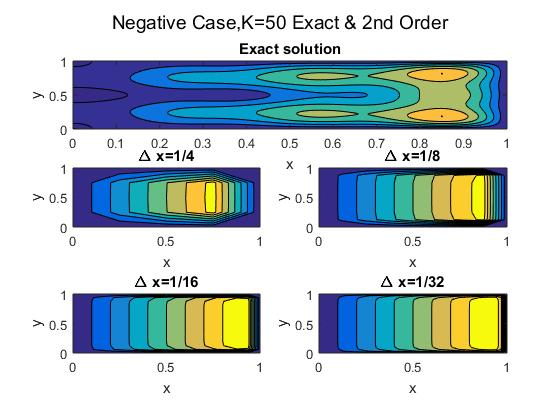 Negative Case,K=50 Exact & 2nd Order
Exact solution
1
0.5
0
y
0 0.1 0.2 0.3 0.4 0.5 0.6 0.7 0.8 0.9 1
x
Δ x=1/4
1
0.5
0
y
0 0.5 1
x
Δ x=1/8
1
0.5
0
y
0 0.5 1
x
Δ x=1/16
1
0.5
0
y
0 0.5 1
x
Δ x=1/32
1
0.5
0
y
0 0.5 1
x